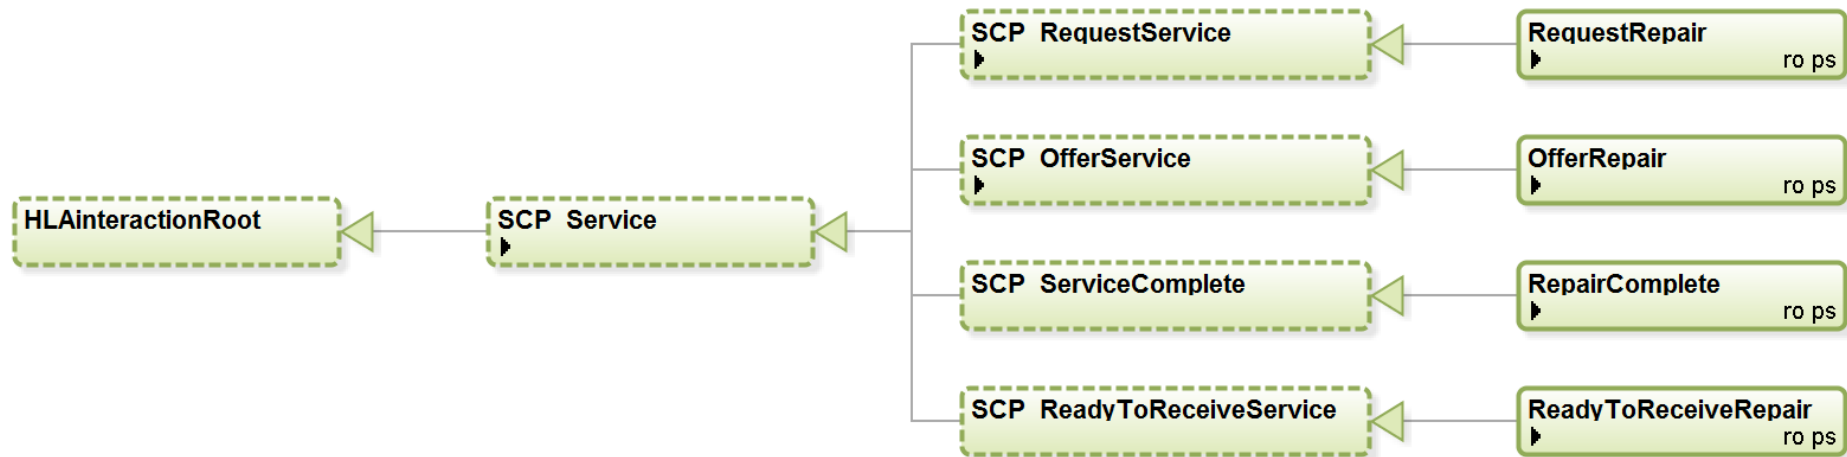 SCP RequestService
RequestRepair
ro ps
SCP OfferService
OfferRepair
ro ps
HLAinteractionRoot
SCP Service
SCP ServiceComplete
RepairComplete
ro ps
SCP ReadyToReceiveService
ReadyToReceiveRepair
ro ps